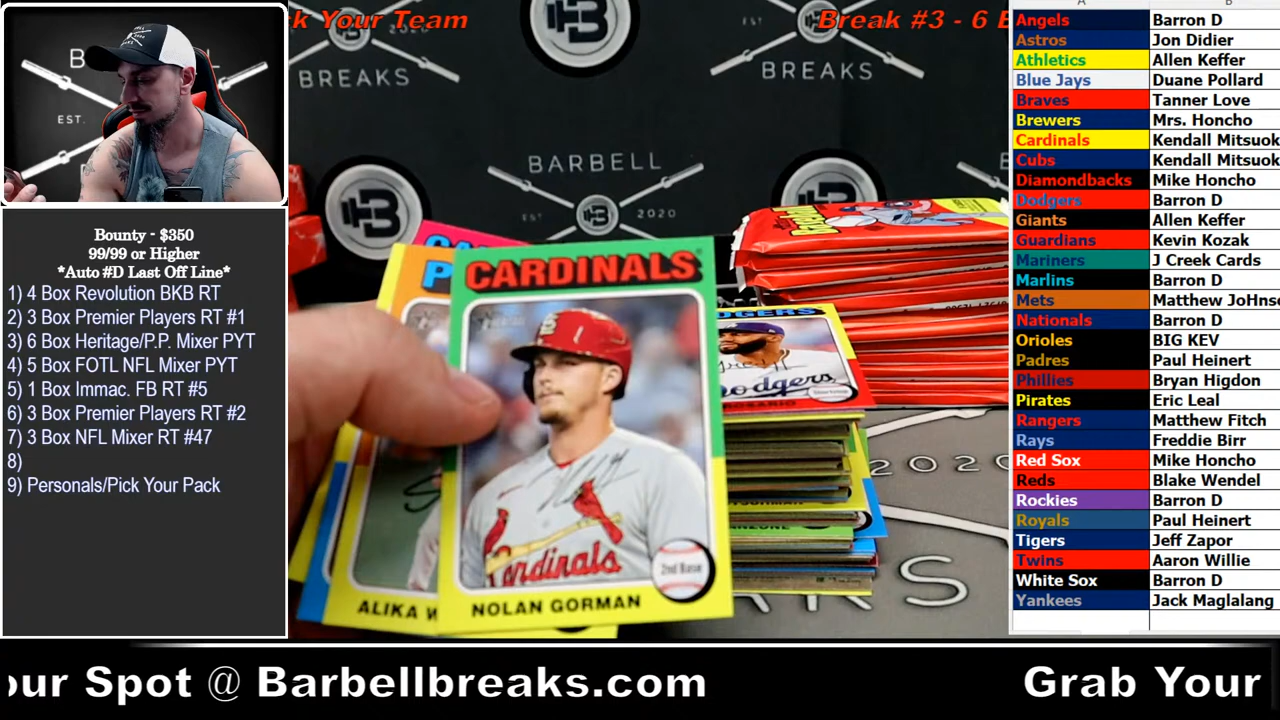 ck Your Team
Break #3 - 6 B
BREAKS
BREAKS
EST.
BARBELL
EST
2020
Bounty - $350
99/99 or Higher
*Auto #D Last Off Line*
1) 4 Box Revolution BKB RT
2) 3 Box Premier Players RT #1
3) 6 Box Heritage/P.P. Mixer PYT
4) 5 Box FOTL NFL Mixer PYT
5) 1 Box Immac. FB RT #5
6) 3 Box Premier Players RT #2
7) 3 Box NFL Mixer RT #47
8)
9) Personals/Pick Your Pack
CARDINALS
Cardinals
2nd Base
NOLAN GORMAN
ALIKA W
DGERS
odgers
2020
KS
A B
Angels Barron D
Astros Jon Didier
Athletics Allen Keffer
Blue Jays Duane Pollard
Braves Tanner Love
Brewers Mrs. Honcho
Cardinals Kendall Mitsuok
Cubs Kendall Mitsuok
Diamondbacks Mike Honcho
Dodgers Barron D
Giants Allen Keffer
Guardians Kevin Kozak
Mariners J Creek Cards
Marlins Barron D
Mets Matthew JoHnso
Nationals Barron D
Orioles BIG KEV
Padres Paul Heinert
Phillies Bryan Higdon
Pirates Eric Leal
Rangers Matthew Fitch
Rays Freddie Birr
Red Sox Mike Honcho
Reds Blake Wendel
Rockies Barron D
Royals Paul Heinert
Tigers Jeff Zapor
Twins Aaron Willie
White Sox Barron D
Yankees Jack Maglalang
our Spot @ Barbellbreaks.com Grab Your